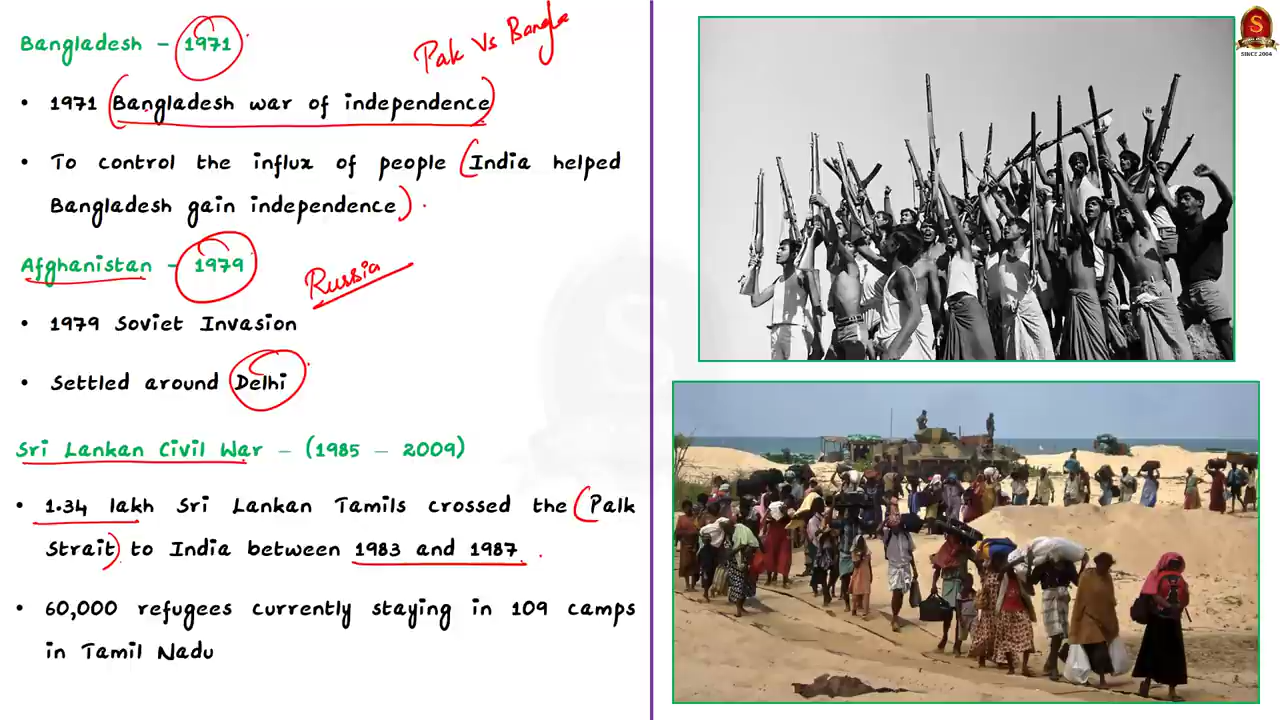 Bangladesh - 1971
Pak Vs Bangla
• 1971 (Bangladesh war of independence)
• To control the influx of people (India helped
Bangladesh gain independence).
Afghanistan - 1979
Russia
• 1979 Soviet Invasion
• Settled around Delhi
Sri Lankan Civil War - (1985 - 2009)
• 1.34 lakh Sri Lankan Tamils crossed the (Palk
Strait) to India between 1983 and 1987.
• 60,000 refugees currently staying in 109 camps
in Tamil Nadu
S
SINCE 2004